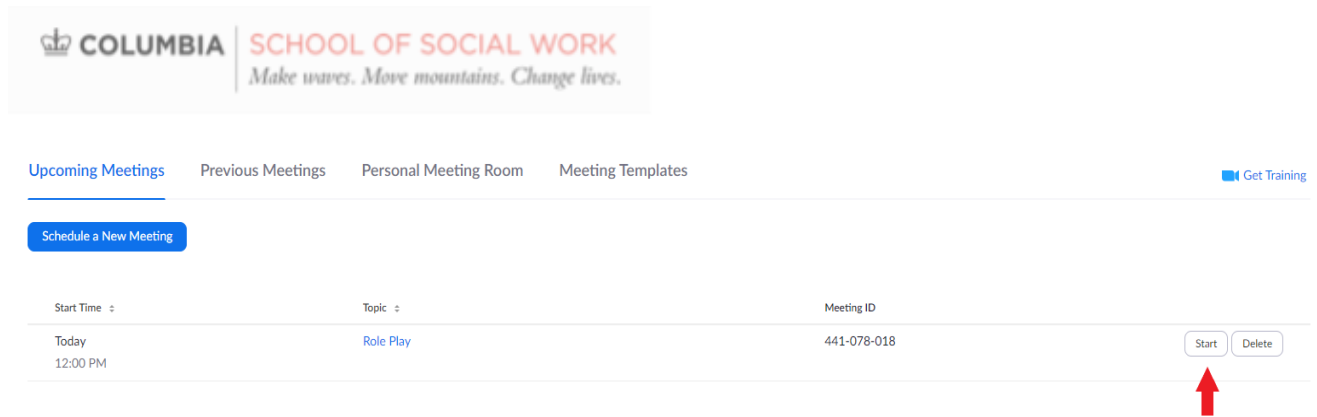 COLUMBIA SCHOOL OF SOCIAL WORK
Make waves. Move mountains. Change lives.
Upcoming Meetings Previous Meetings Personal Meeting Room Meeting Templates Get Training
Schedule a New Meeting
Start Time Topic Meeting ID
Today Role Play 441-078-018 Start Delete
12:00 PM